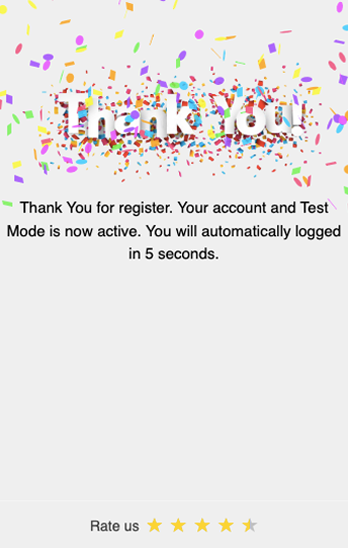 Thank You!
Thank You for register. Your account and Test
Mode is now active. You will automatically logged
in 5 seconds.
Rate us